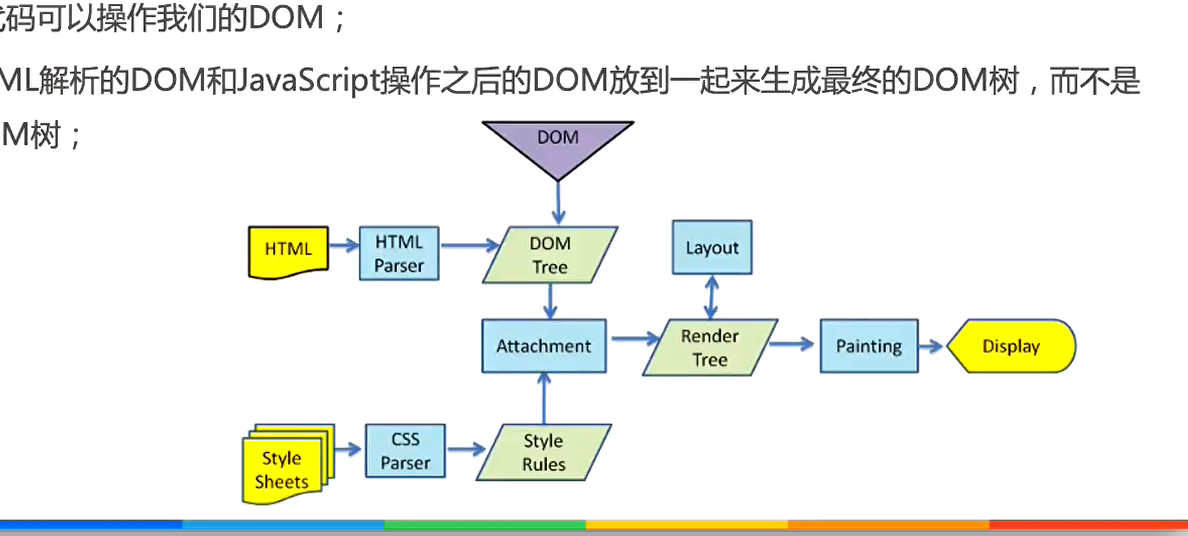 代码可以操作我们的DOM；
ML解析的DOM和JavaScript操作之后的DOM放到一起来生成最终的DOM树，而不是
M树；
DOM
HTML
HTML
Parser
DOM
Tree
Layout
Attachment
Render
Tree
Painting
Display
Style
Sheets
CSS
Parser
Style
Rules